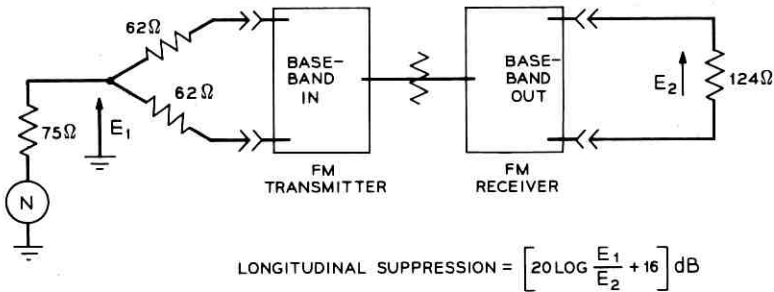 62Ω
62Ω
75Ω
E1
N
BASE-
BAND
IN
FM
TRANSMITTER
BASE-
BAND
OUT
FM
RECEIVER
E2
124Ω
LONGITUDINAL SUPPRESSION = [20 LOG E1/E2 + 16] dB